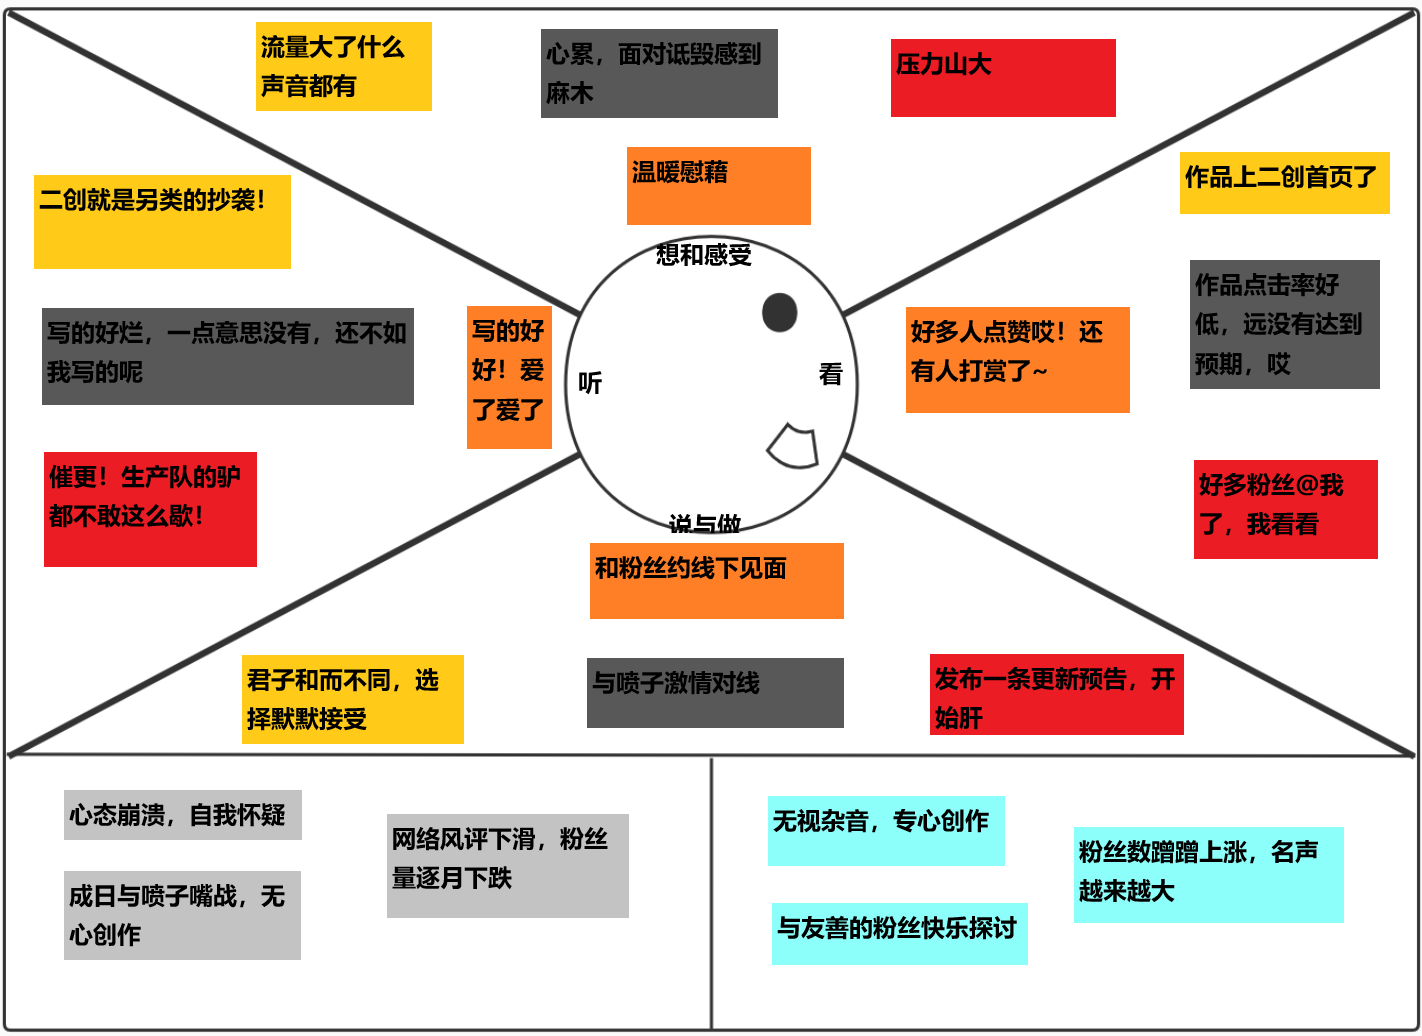 流量大了什么
声音都有
心累，面对诋毁感到
麻木
压力山大
温暖慰藉
二创就是另类的抄袭！
作品上二创首页了
想和感受
写的好烂，一点意思没有，还不如
我写的呢
写的好
好！爱
了爱了
听
看
好多人点赞哎！还
有人打赏了~
作品点击率好
低，远没有达到
预期，哎
催更！生产队的驴
都不敢这么歇！
好多粉丝@我
了，我看看
说与做
和粉丝约线下见面
君子和而不同，选
择默默接受
与喷子激情对线
发布一条更新预告，开
始肝
心态崩溃，自我怀疑
网络风评下滑，粉丝
量逐月下跌
成日与喷子嘴战，无
心创作
无视杂音，专心创作
粉丝数蹭蹭上涨，名声
越来越大
与友善的粉丝快乐探讨